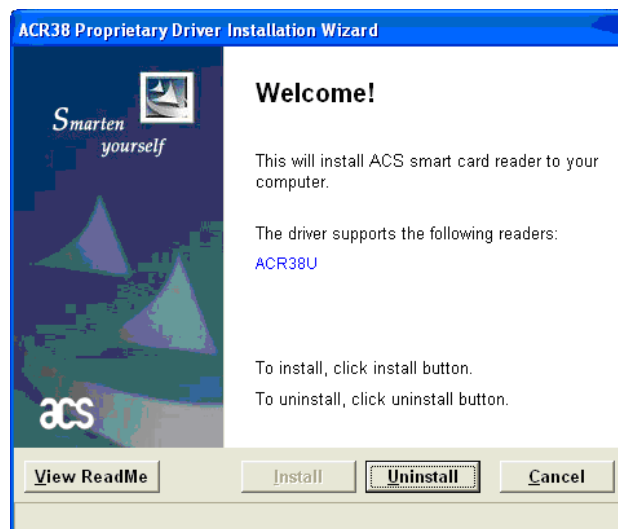 ACR38 Proprietary Driver Installation Wizard
Smarten
yourself
Welcome!
This will install ACS smart card reader to your
computer.
The driver supports the following readers:
ACR38U
To install, click install button.
To uninstall, click uninstall button.
acs
View ReadMe Install Uninstall Cancel